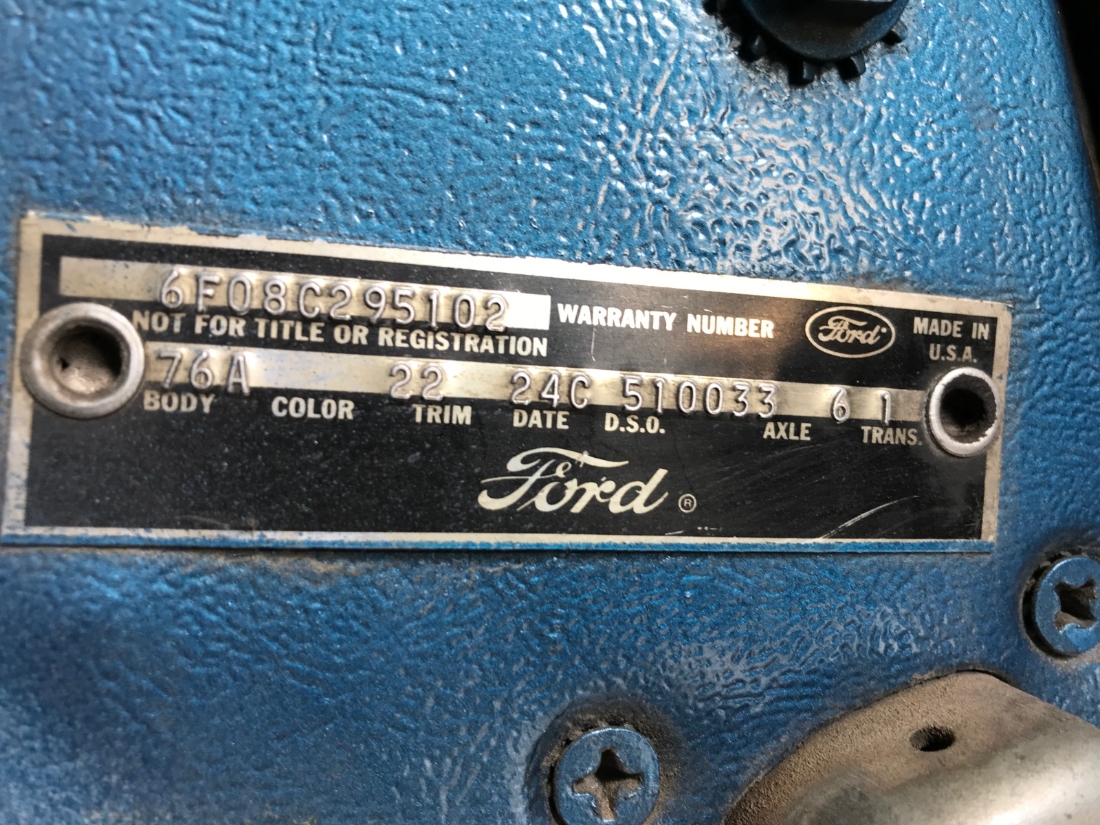 6F08C295102 WARRANTY NUMBER Ford MADE IN U.S.A.
NOT FOR TITLE OR REGISTRATION
76A 22 24C 510033 6 1
BODY COLOR TRIM DATE D.S.O. AXLE TRANS.
Ford ®